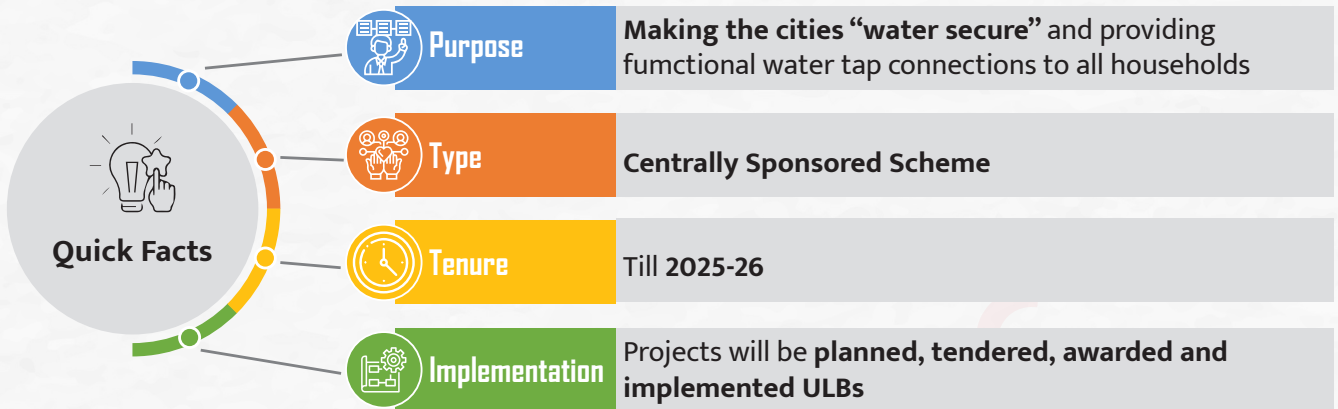 Quick Facts
Purpose
Making the cities “water secure” and providing
fumctional water tap connections to all households
Type
Centrally Sponsored Scheme
Tenure
Till 2025-26
Implementation
Projects will be planned, tendered, awarded and
implemented ULBs